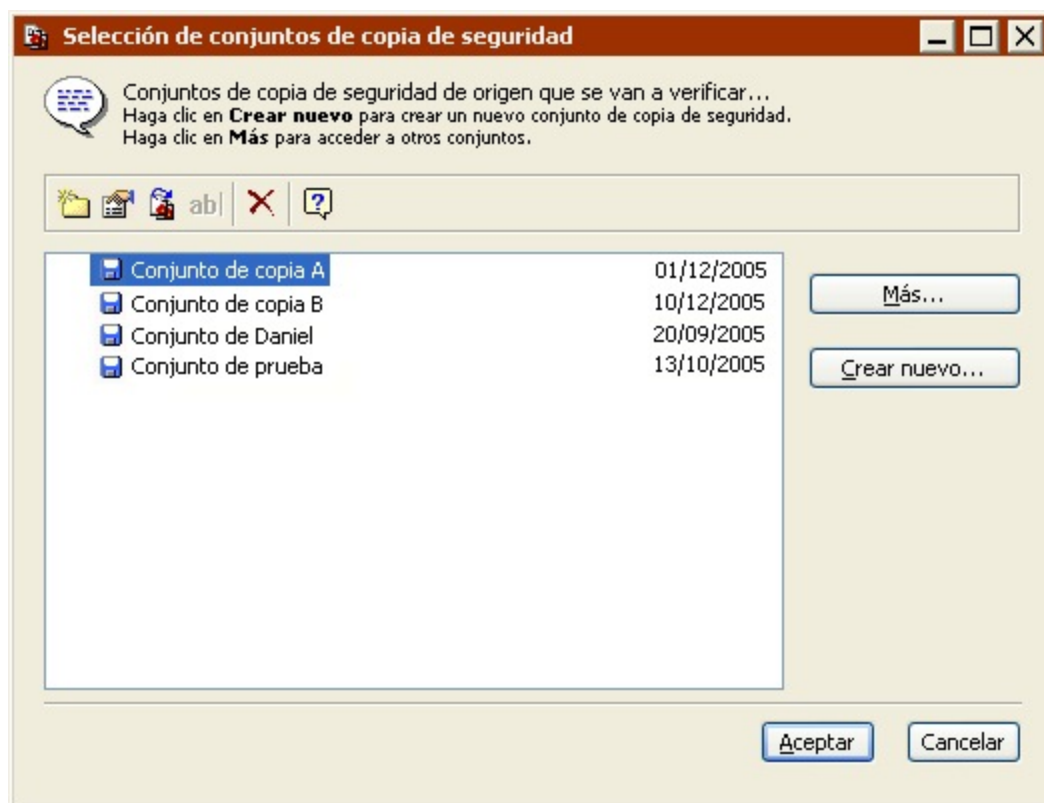 Selección de conjuntos de copia de seguridad
Conjuntos de copia de seguridad de origen que se van a verificar...
Haga clic en Crear nuevo para crear un nuevo conjunto de copia de seguridad.
Haga clic en Más para acceder a otros conjuntos.
ab|
Conjunto de copia A 01/12/2005
Conjunto de copia B 10/12/2005
Conjunto de Daniel 20/09/2005
Conjunto de prueba 13/10/2005
Más...
Crear nuevo...
Aceptar Cancelar